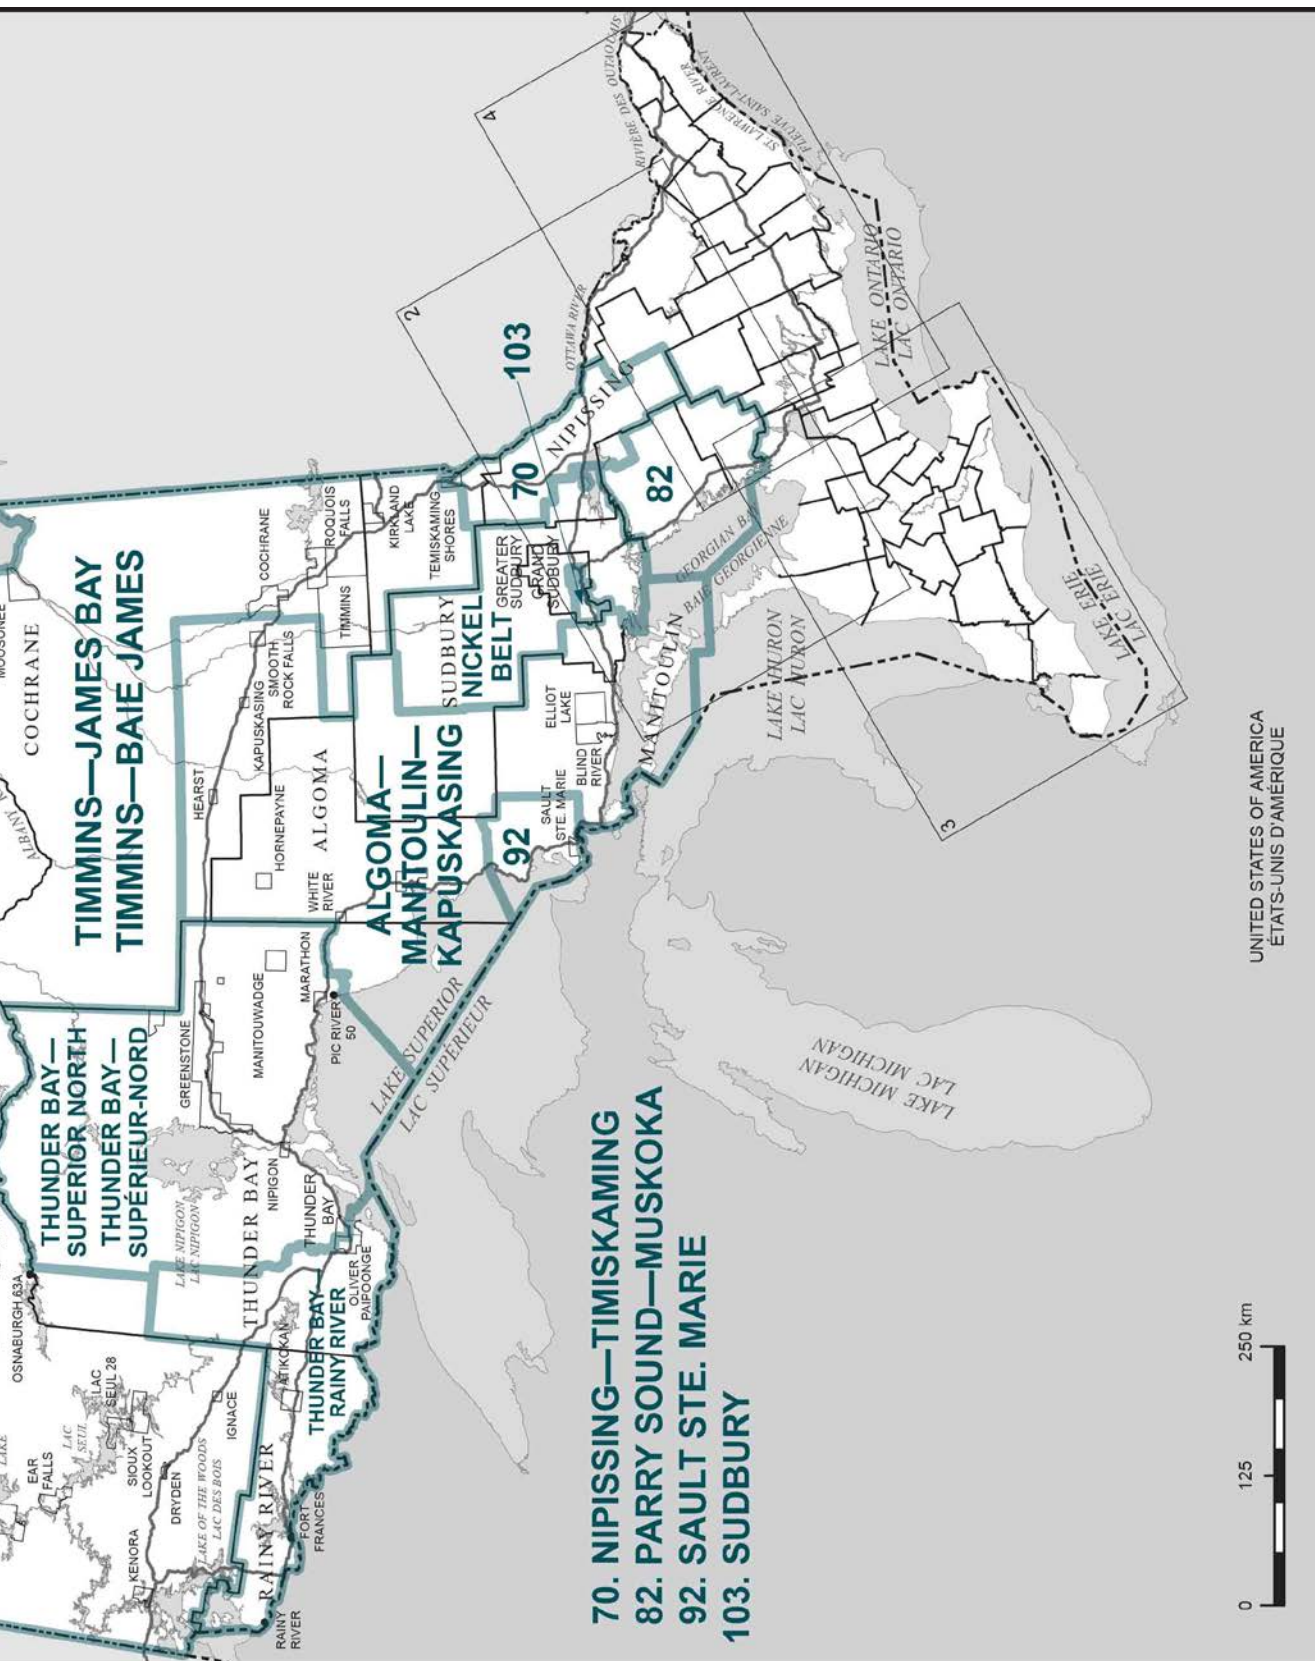 COCHRANE
TIMMINS—JAMES BAY
TIMMINS—BAIE JAMES
THUNDER BAY—
SUPERIOR NORTH
THUNDER BAY—
SUPÉRIEUR-NORD
OSNABURGH 63A
LAC
SEUL 28
LAC
SEUL
EAR
FALLS
SIOUX
LOOKOUT
DRYDEN
KENORA
IGNACE
LAKE OF THE WOODS
LAC DES BOIS
RAINY RIVER
RAINY
RIVER
FORT
FRANCES
ATIKOKAN
THUNDER BAY—
RAINY RIVER
OLIVER
PAIPOONGE
THUNDER
BAY
THUNDER BAY
LAKE NIPIGON
LAC NIPIGON
NIPIGON
GREENSTONE
MANITOUWADGE
MARATHON
PIC RIVER
50
WHITE
RIVER
HORNEPAYNE
HEARST
KAPUSKASING
SMOOTH
ROCK FALLS
COCHRANE
IROQUOIS
FALLS
TIMMINS
KIRKLAND
LAKE
TEMISKAMING
SHORES
ALGOMA
ALGOMA—
MANITOULIN—
KAPUSKASING
SUDBURY
NICKEL
BELT
GREATER
SUDBURY
GRAND
SUDBURY
ELLIOT
LAKE
BLIND
RIVER
SAULT
STE. MARIE
92
70
103
82
NIPISSING
MANITOULIN
2
4
3
OTTAWA RIVER
RIVIÈRE DES OUTAOUAIS
ST. LAWRENCE RIVER
FLEUVE SAINT-LAURENT
GEORGIAN BAY
BAIE GEORGIENNE
LAKE ONTARIO
LAC ONTARIO
LAKE HURON
LAC HURON
LAKE ERIE
LAC ERIE
LAKE SUPERIOR
LAC SUPÉRIEUR
LAKE MICHIGAN
LAC MICHIGAN
UNITED STATES OF AMERICA
ÉTATS-UNIS D'AMÉRIQUE
70. NIPISSING—TIMISKAMING
82. PARRY SOUND—MUSKOKA
92. SAULT STE. MARIE
103. SUDBURY
0 125 250 km